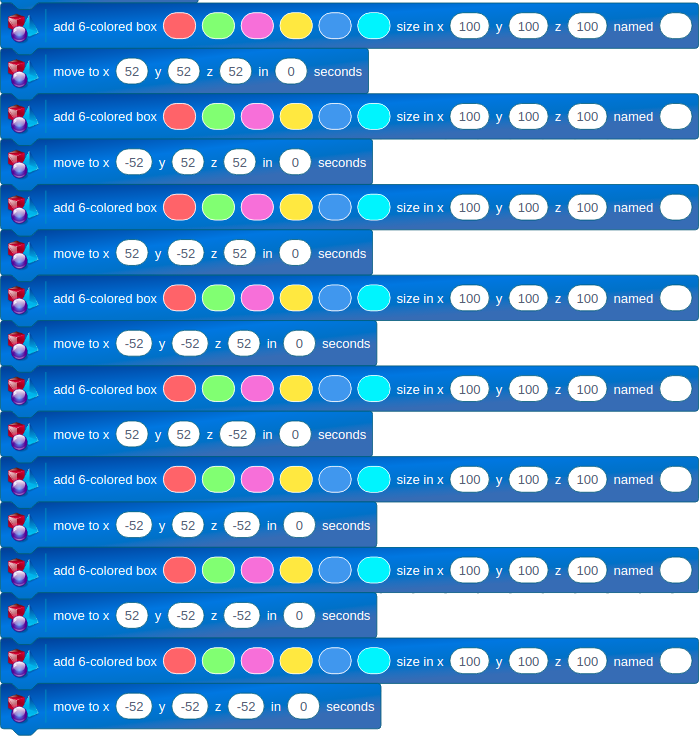 add 6-colored box size in x 100 y 100 z 100 named
move to x 52 y 52 z 52 in 0 seconds
add 6-colored box size in x 100 y 100 z 100 named
move to x -52 y 52 z 52 in 0 seconds
add 6-colored box size in x 100 y 100 z 100 named
move to x 52 y -52 z 52 in 0 seconds
add 6-colored box size in x 100 y 100 z 100 named
move to x -52 y -52 z 52 in 0 seconds
add 6-colored box size in x 100 y 100 z 100 named
move to x 52 y 52 z -52 in 0 seconds
add 6-colored box size in x 100 y 100 z 100 named
move to x -52 y 52 z -52 in 0 seconds
add 6-colored box size in x 100 y 100 z 100 named
move to x 52 y -52 z -52 in 0 seconds
add 6-colored box size in x 100 y 100 z 100 named
move to x -52 y -52 z -52 in 0 seconds